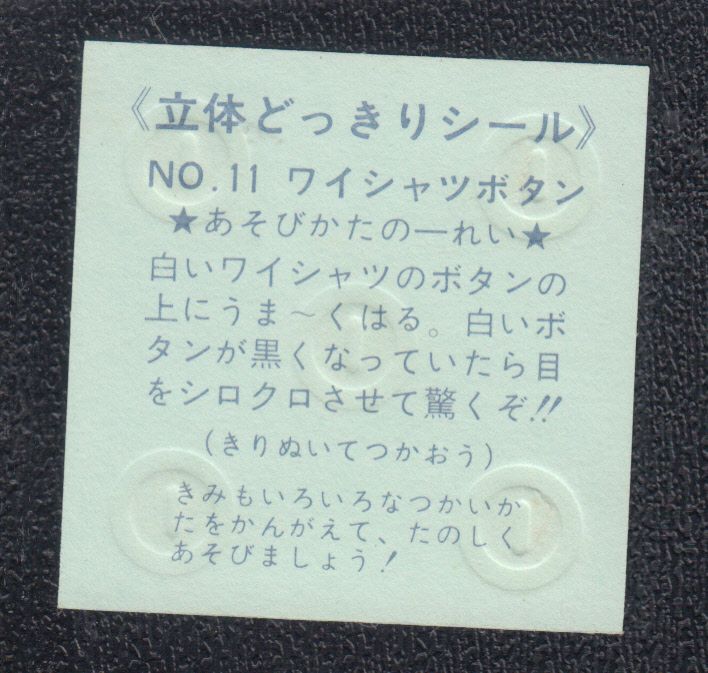 《立体どっきりシール》
NO.11 ワイシャツボタン
★あそびかたの一れい★
白いワイシャツのボタンの
上にうま〜くはる。白いボ
タンが黒くなっていたら目
をシロクロさせて驚くぞ!!
(きりぬいてつかおう)
きみもいろいろなつかいか
たをかんがえて、たのしく
あそびましょう!